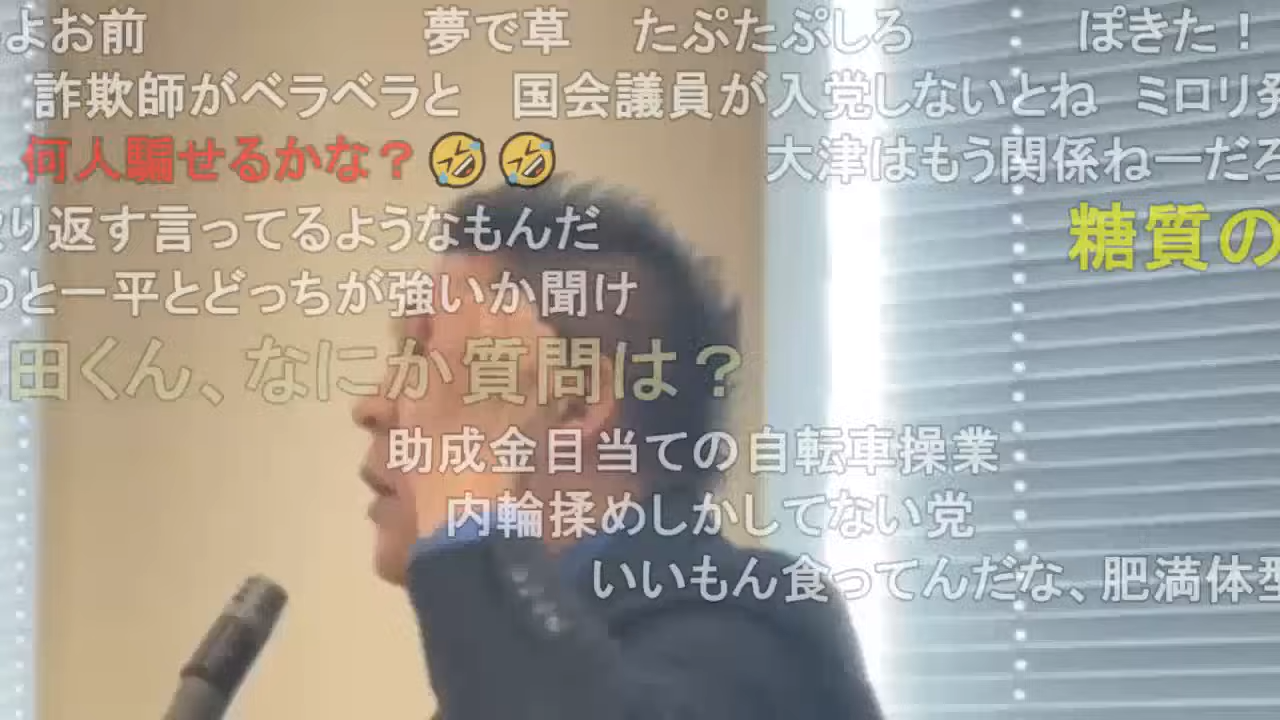 よお前 夢で草 たぷたぷしろ ぽきた!
詐欺師がベラベラと 国会議員が入党しないとね ミロリ発
何人騙せるかな?🤣🤣 大津はもう関係ねーだろ
り返す言ってるようなもんだ 糖質の
と一平とどっちが強いか聞け
田くん、なにか質問は?
助成金目当ての自転車操業
内輪揉めしかしてない党
いいもん食ってんだな、肥満体型